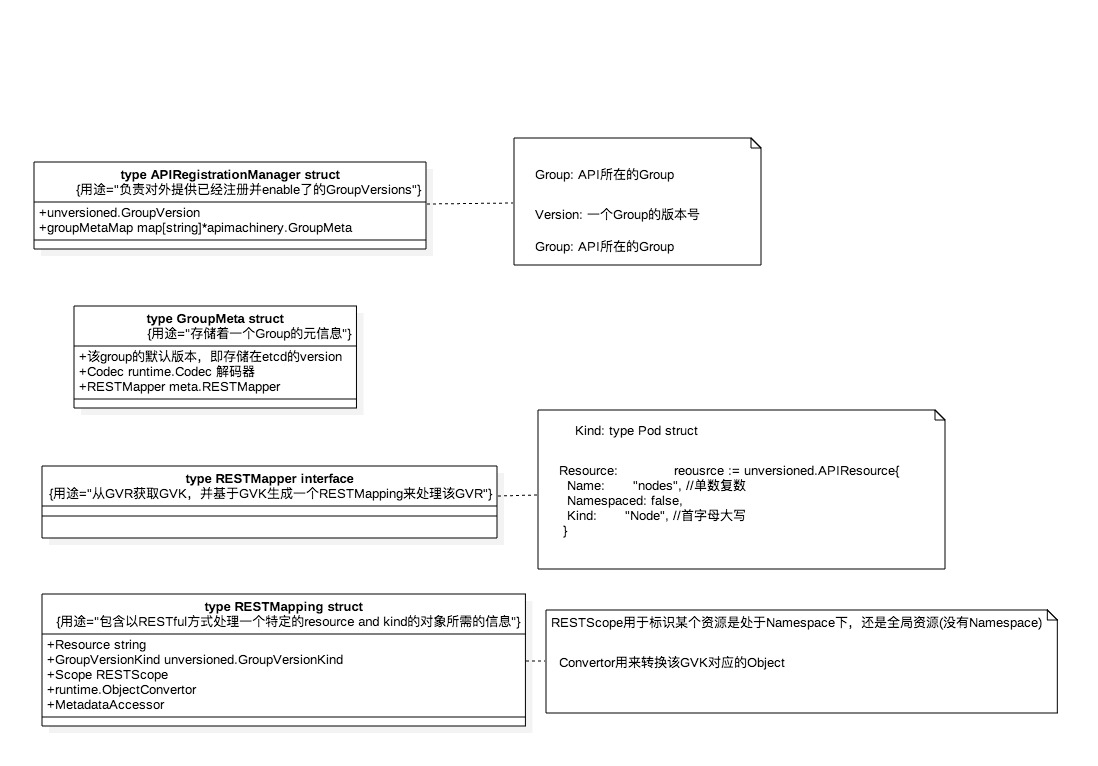 type APIRegistrationManager struct
{用途="负责对外提供已经注册并enable了的GroupVersions"}
+unversioned.GroupVersion
+groupMetaMap map[string]*apimachinery.GroupMeta
Group: API所在的Group
Version: 一个Group的版本号
Group: API所在的Group
type GroupMeta struct
{用途="存储着一个Group的元信息"}
+该group的默认版本，即存储在etcd的version
+Codec runtime.Codec 解码器
+RESTMapper meta.RESTMapper
type RESTMapper interface
{用途="从GVR获取GVK，并基于GVK生成一个RESTMapping来处理该GVR"}
Kind: type Pod struct
Resource: reousrce := unversioned.APIResource{
Name: "nodes", //单数复数
Namespaced: false,
Kind: "Node", //首字母大写
}
type RESTMapping struct
{用途="包含以RESTful方式处理一个特定的resource and kind的对象所需的信息"}
+Resource string
+GroupVersionKind unversioned.GroupVersionKind
+Scope RESTScope
+runtime.ObjectConvertor
+MetadataAccessor
RESTScope用于标识某个资源是处于Namespace下，还是全局资源(没有Namespace)
Convertor用来转换该GVK对应的Object